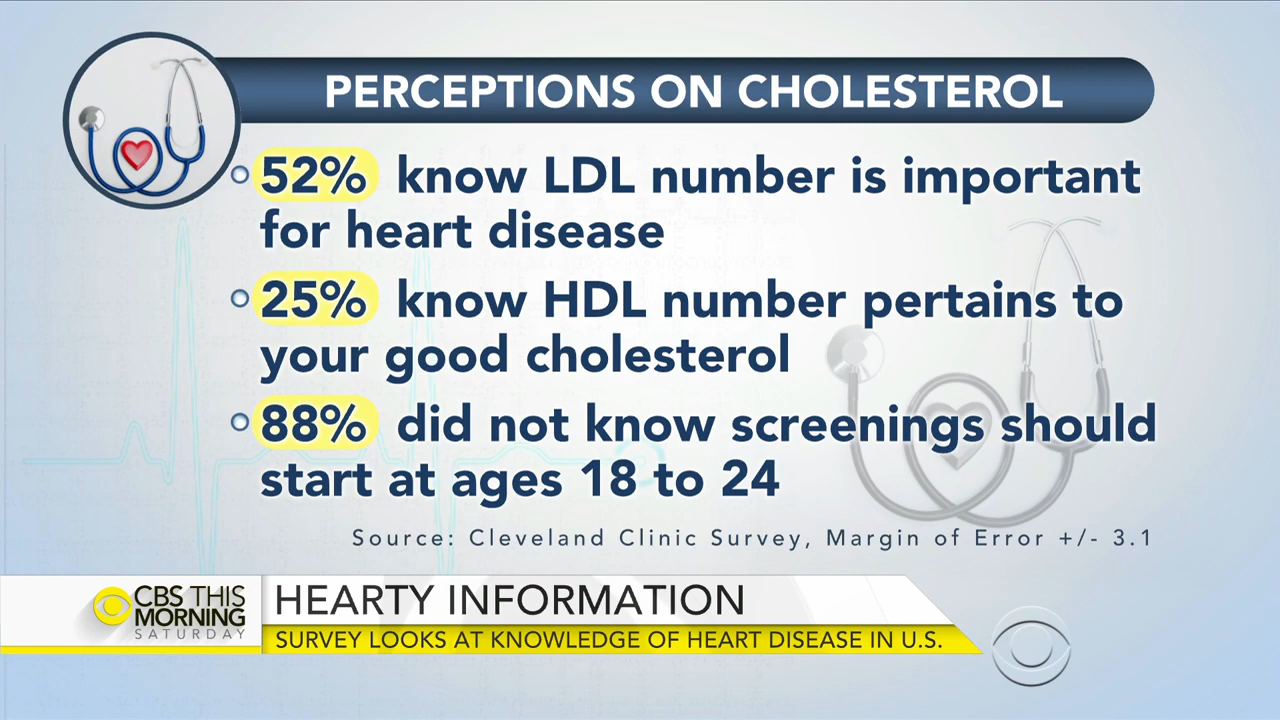 PERCEPTIONS ON CHOLESTEROL
52% know LDL number is important
for heart disease
25% know HDL number pertains to
your good cholesterol
88% did not know screenings should
start at ages 18 to 24
Source: Cleveland Clinic Survey, Margin of Error +/- 3.1
CBS THIS
MORNING
SATURDAY
HEARTY INFORMATION
SURVEY LOOKS AT KNOWLEDGE OF HEART DISEASE IN U.S.